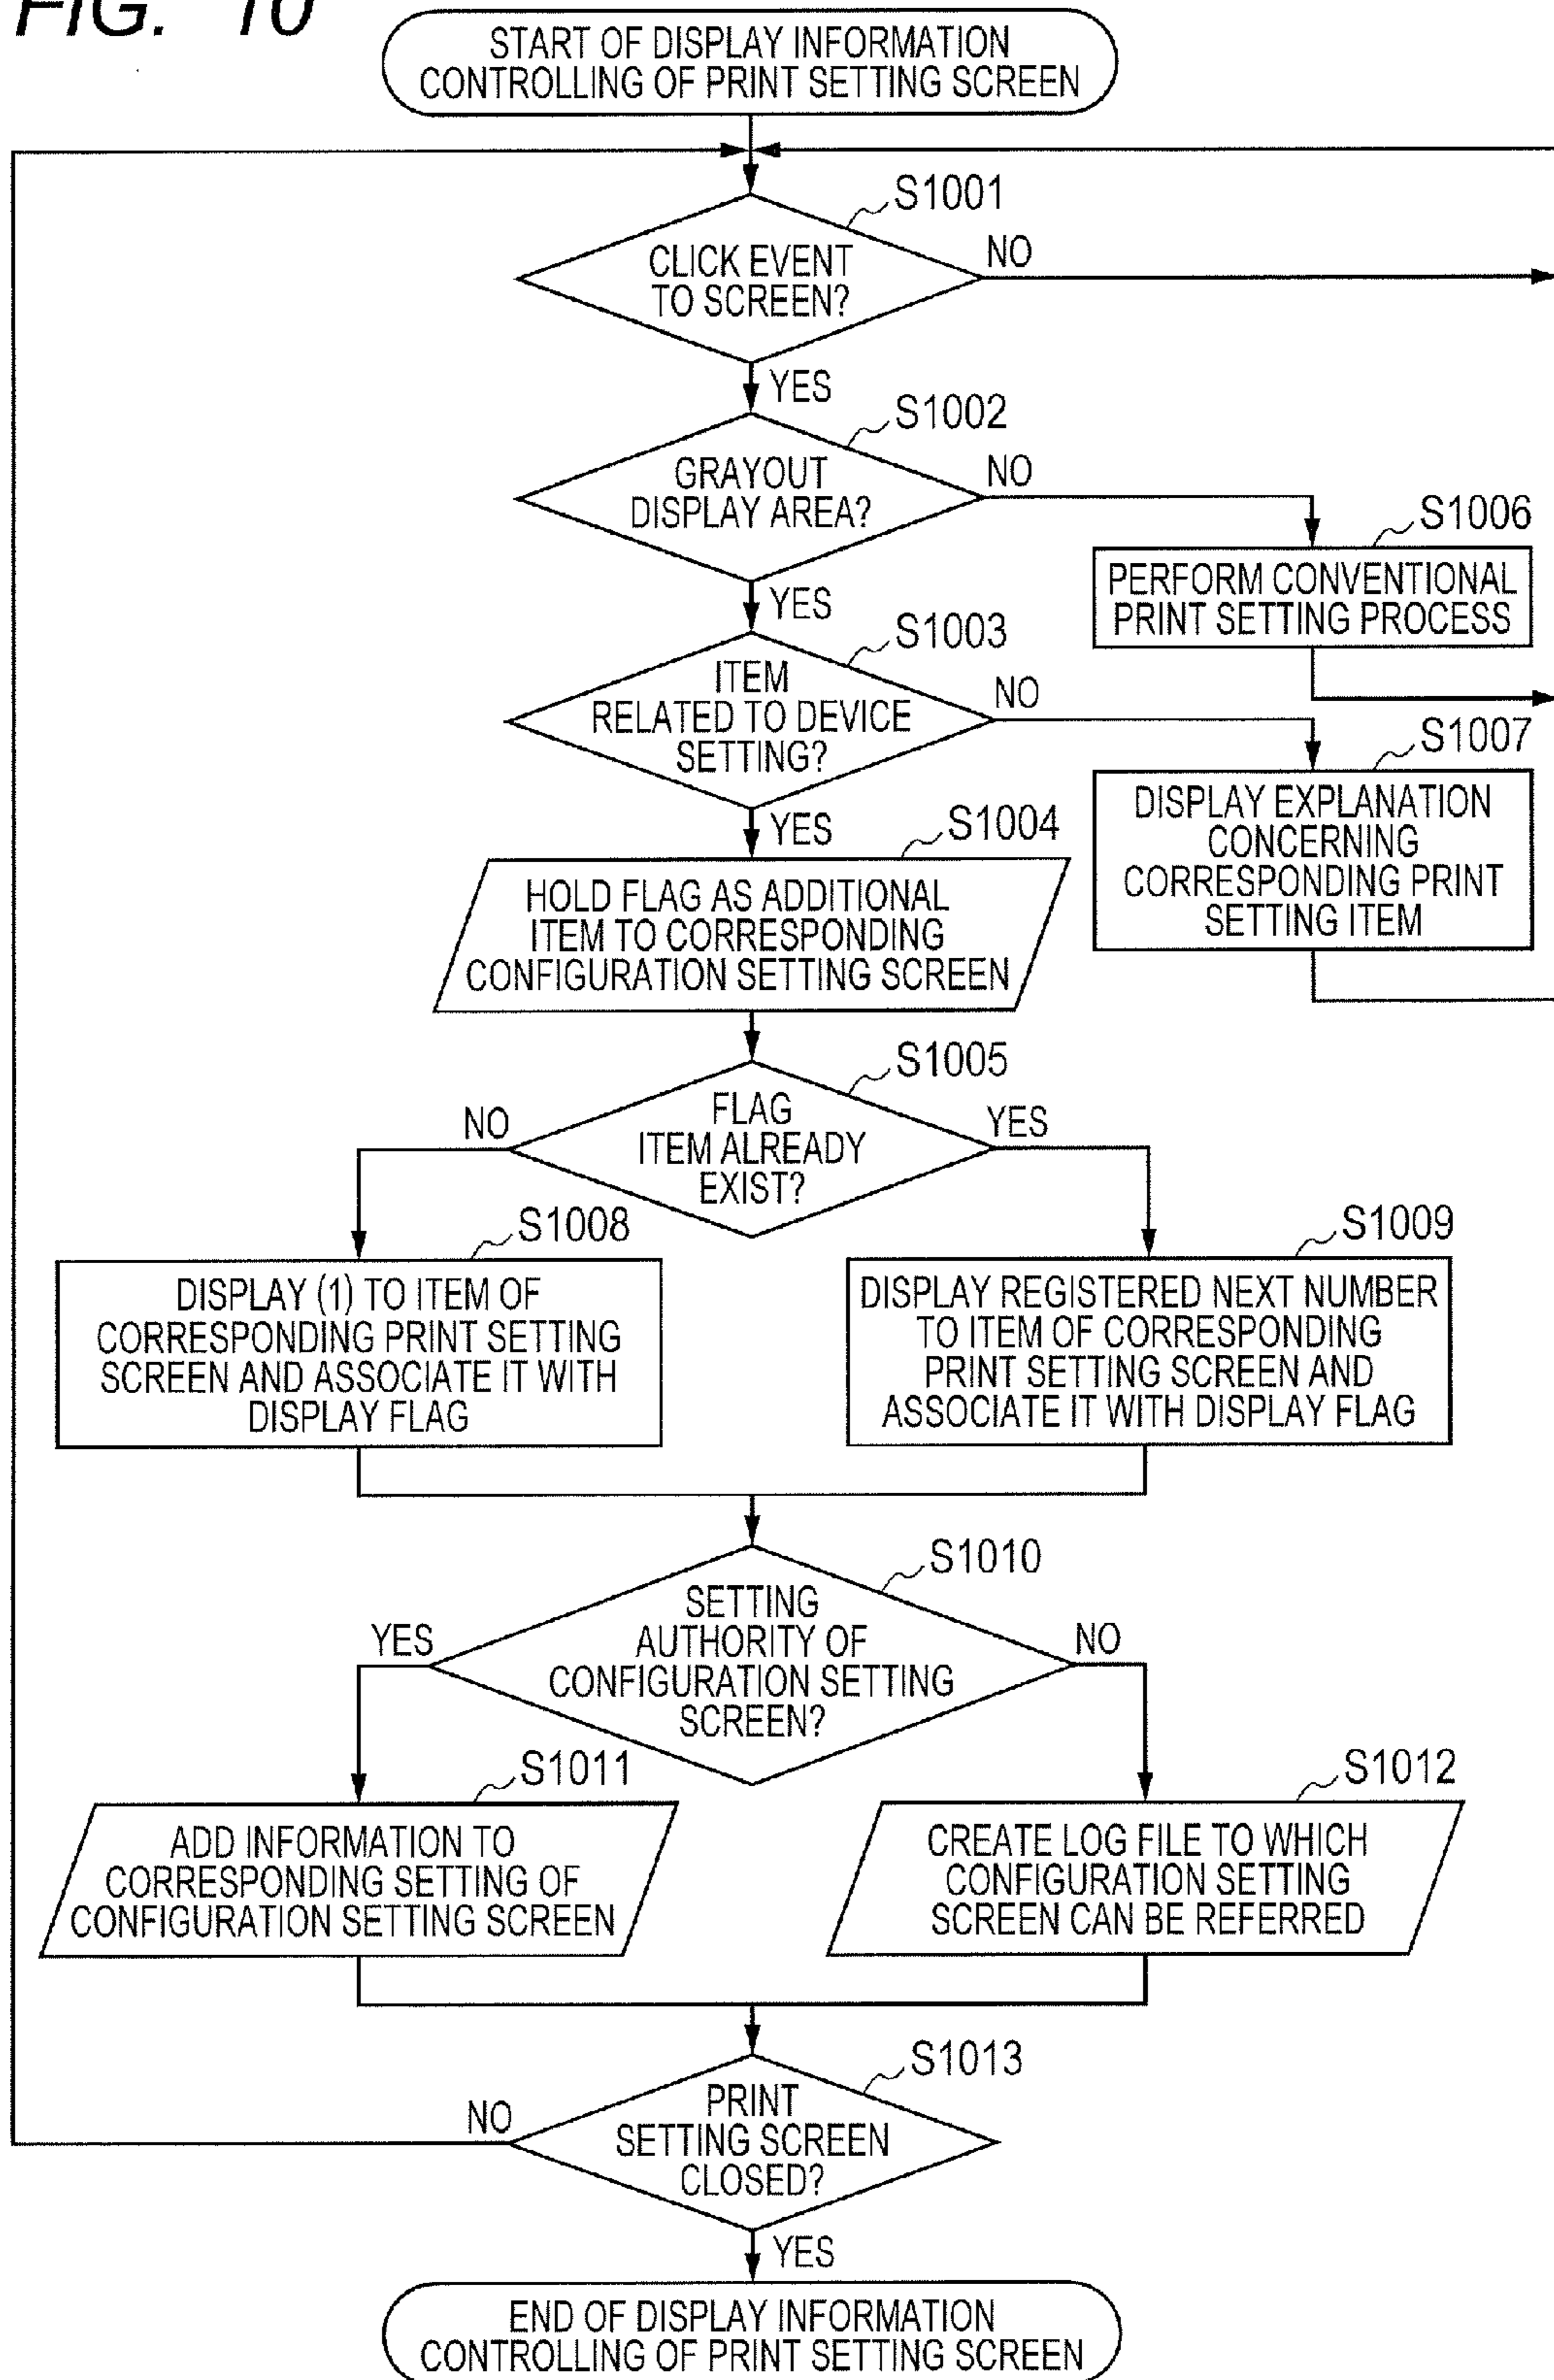 FIG. 10
START OF DISPLAY INFORMATION
CONTROLLING OF PRINT SETTING SCREEN
S1001
CLICK EVENT
TO SCREEN?
NO
YES
S1002
GRAYOUT
DISPLAY AREA?
NO
YES
S1006
PERFORM CONVENTIONAL
PRINT SETTING PROCESS
S1003
ITEM
RELATED TO DEVICE
SETTING?
NO
YES
S1007
DISPLAY EXPLANATION
CONCERNING
CORRESPONDING PRINT
SETTING ITEM
S1004
HOLD FLAG AS ADDITIONAL
ITEM TO CORRESPONDING
CONFIGURATION SETTING SCREEN
S1005
FLAG
ITEM ALREADY
EXIST?
NO
YES
S1008
DISPLAY (1) TO ITEM OF
CORRESPONDING PRINT SETTING
SCREEN AND ASSOCIATE IT WITH
DISPLAY FLAG
S1009
DISPLAY REGISTERED NEXT NUMBER
TO ITEM OF CORRESPONDING
PRINT SETTING SCREEN AND
ASSOCIATE IT WITH DISPLAY FLAG
S1010
SETTING
AUTHORITY OF
CONFIGURATION SETTING
SCREEN?
YES
NO
S1011
ADD INFORMATION TO
CORRESPONDING SETTING OF
CONFIGURATION SETTING SCREEN
S1012
CREATE LOG FILE TO WHICH
CONFIGURATION SETTING
SCREEN CAN BE REFERRED
S1013
PRINT
SETTING SCREEN
CLOSED?
NO
YES
END OF DISPLAY INFORMATION
CONTROLLING OF PRINT SETTING SCREEN